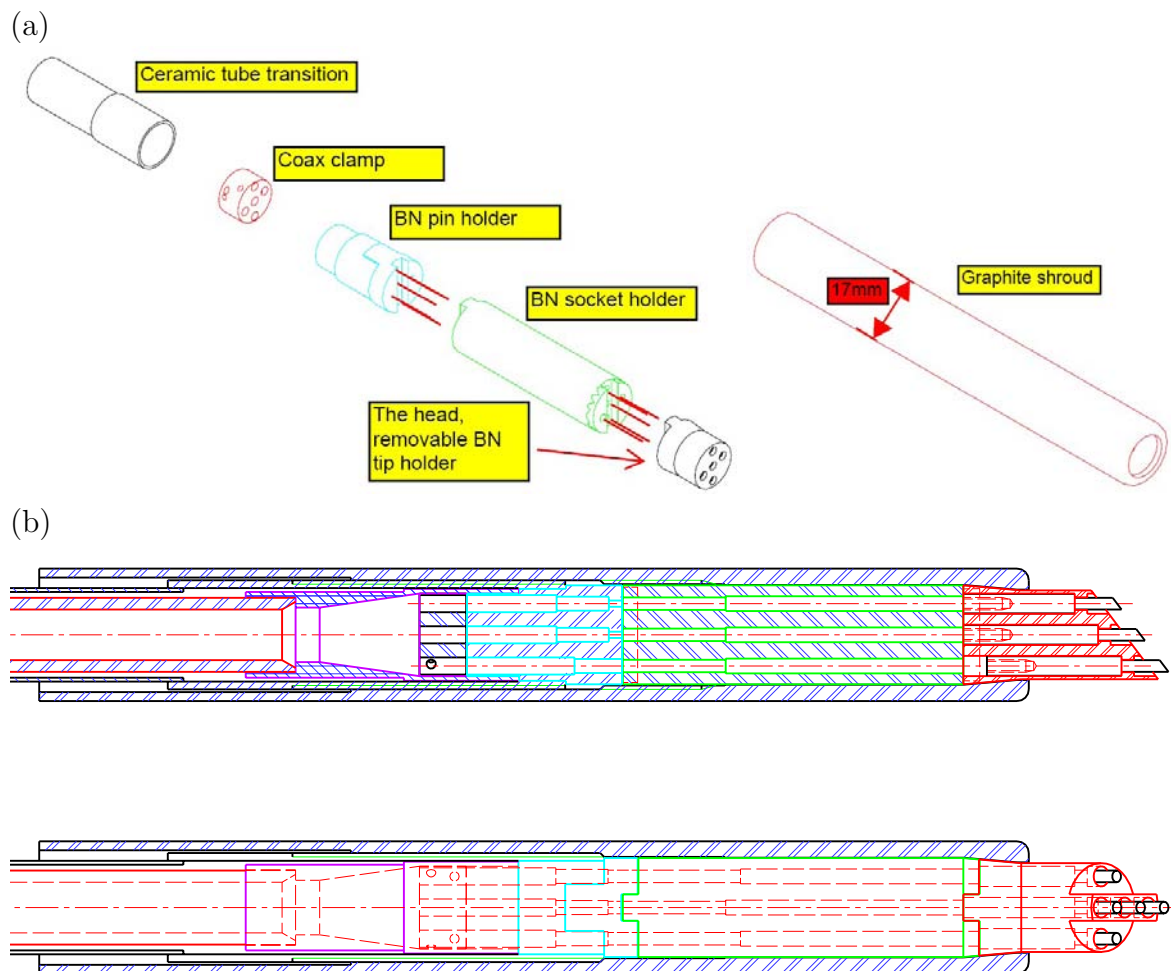 (a)
Ceramic tube transition
Coax clamp
BN pin holder
BN socket holder
17mm
Graphite shroud
The head,
removable BN
tip holder
(b)